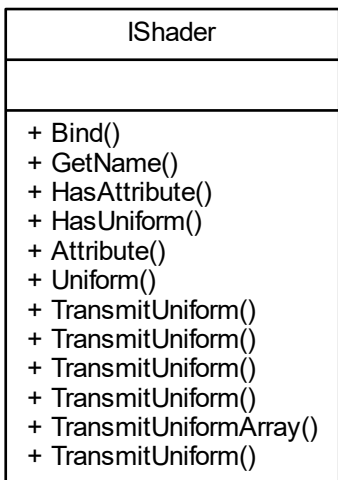 IShader
+ Bind()
+ GetName()
+ HasAttribute()
+ HasUniform()
+ Attribute()
+ Uniform()
+ TransmitUniform()
+ TransmitUniform()
+ TransmitUniform()
+ TransmitUniform()
+ TransmitUniformArray()
+ TransmitUniform()